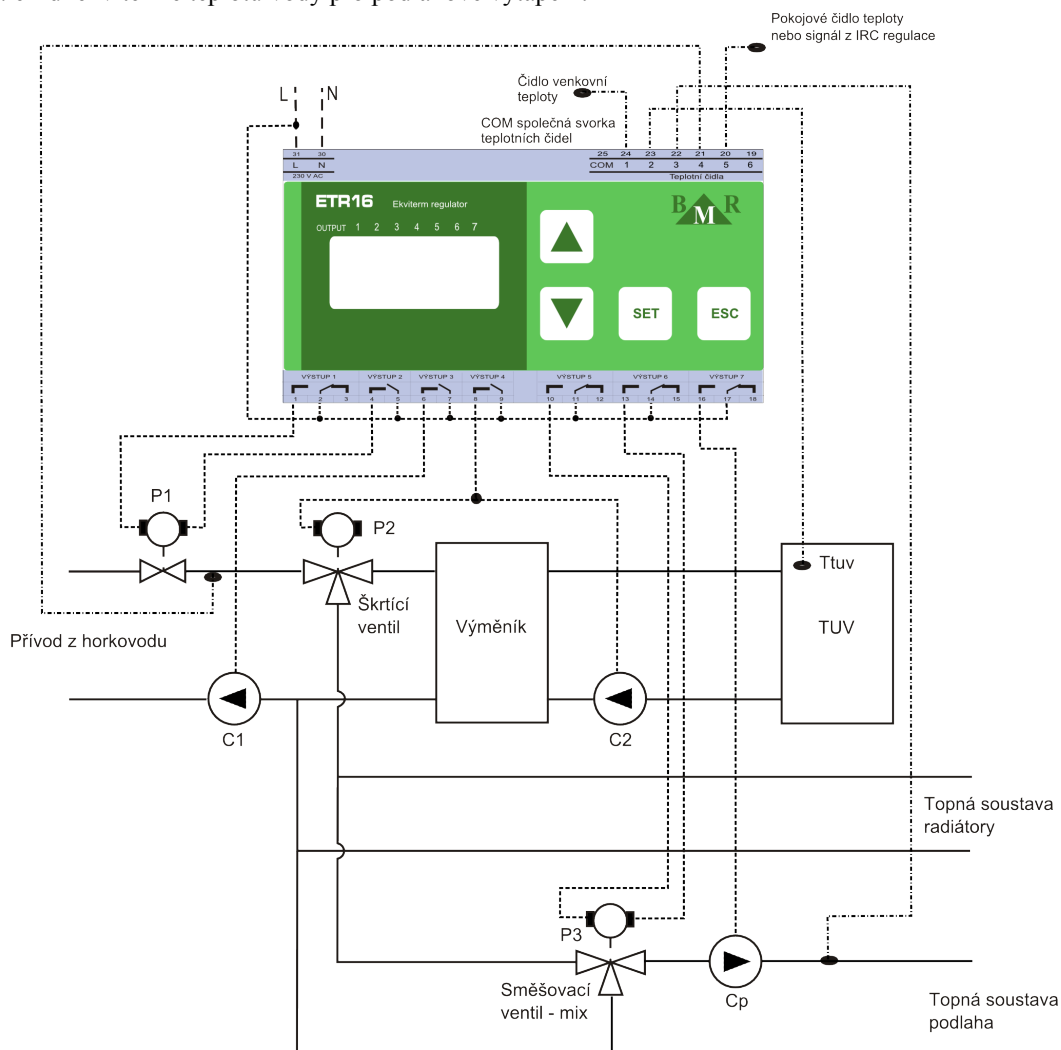 Pokojové čidlo teploty
nebo signál z IRC regulace
Čidlo venkovní
teploty
L N
COM společná svorka
teplotních čidel
31 30
L N
230 V AC
25 24 23 22 21 20 19
COM 1 2 3 4 5 6
Teplotní čidla
ETR16 Ekviterm regulator
OUTPUT 1 2 3 4 5 6 7
B M R
SET ESC
VÝSTUP 1 VÝSTUP 2 VÝSTUP 3 VÝSTUP 4 VÝSTUP 5 VÝSTUP 6 VÝSTUP 7
1 2 3 4 5 6 7 8 9 10 11 12 13 14 15 16 17 18
P1
P2
Ttuv
Škrtící
ventil
Výměník
TUV
Přívod z horkovodu
C1
C2
Topná soustava
radiátory
P3
Směšovací
ventil - mix
Cp
Topná soustava
podlaha